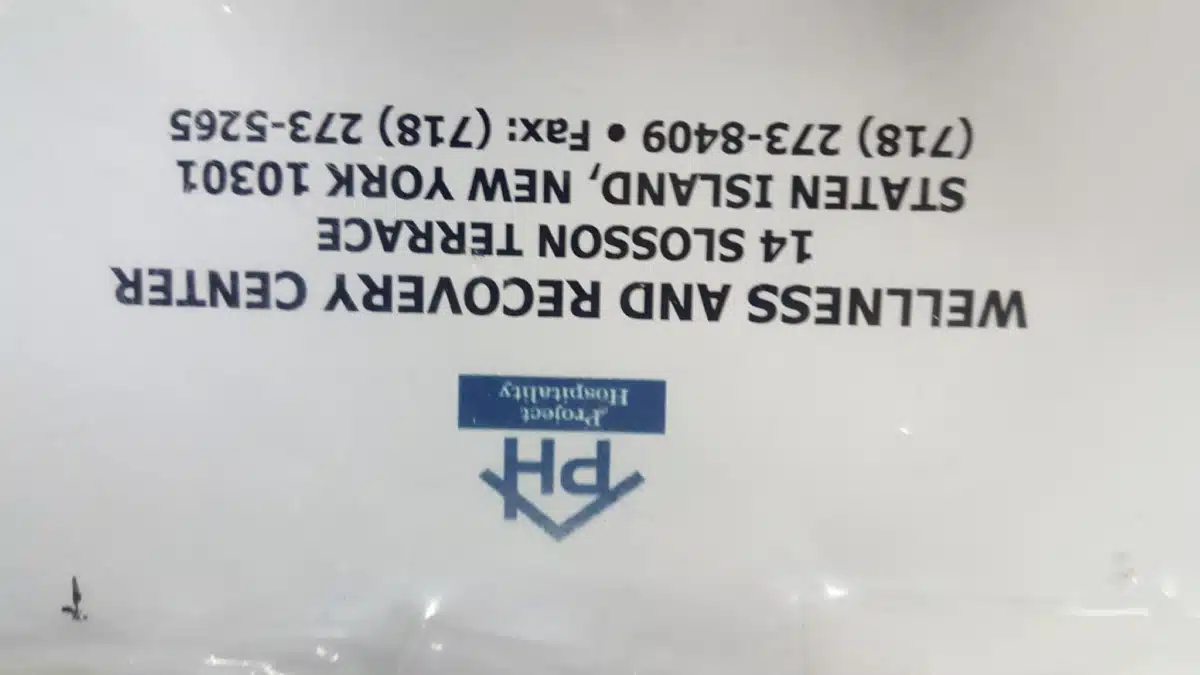 PH
Project
Hospitality
WELLNESS AND RECOVERY CENTER
14 SLOSSON TERRACE
STATEN ISLAND, NEW YORK 10301
(718) 273-8409 • Fax: (718) 273-5265